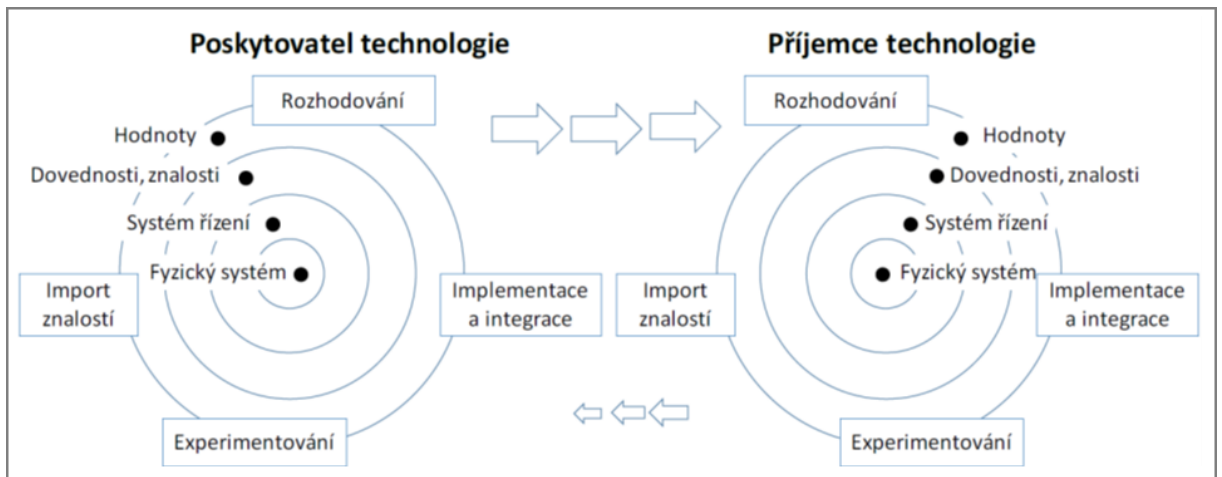 Poskytovatel technologie
Rozhodování
Hodnoty
Dovednosti, znalosti
Systém řízení
Fyzický systém
Import
znalostí
Implementace
a integrace
Experimentování
Příjemce technologie
Rozhodování
Hodnoty
Dovednosti, znalosti
Systém řízení
Fyzický systém
Import
znalostí
Implementace
a integrace
Experimentování